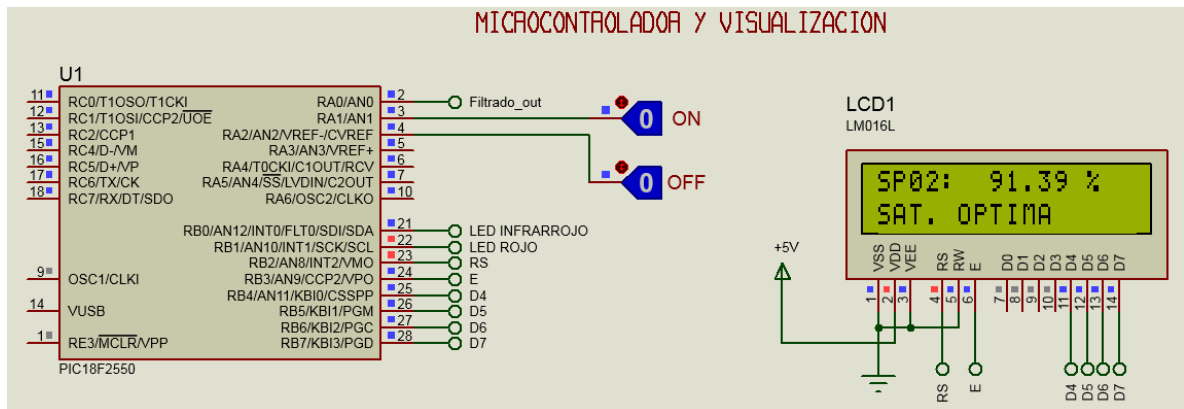 MICROCONTROLADOR Y VISUALIZACION
U1
11 RC0/T1OSO/T1CKI
12 RC1/T1OSI/CCP2/UOE
13 RC2/CCP1
15 RC4/D-/VM
16 RC5/D+/VP
17 RC6/TX/CK
18 RC7/RX/DT/SDO
9 OSC1/CLKI
14 VUSB
1 RE3/MCLR/VPP
RA0/AN0 2 Filtrado_out
RA1/AN1 3
RA2/AN2/VREF-/CVREF 4
RA3/AN3/VREF+ 5
RA4/T0CKI/C1OUT/RCV 6
RA5/AN4/SS/LVDIN/C2OUT 7
RA6/OSC2/CLKO 10
RB0/AN12/INT0/FLT0/SDI/SDA 21 LED INFRARROJO
RB1/AN10/INT1/SCK/SCL 22 LED ROJO
RB2/AN8/INT2/VMO 23 RS
RB3/AN9/CCP2/VPO 24 E
RB4/AN11/KBI0/CSSPP 25 D4
RB5/KBI1/PGM 26 D5
RB6/KBI2/PGC 27 D6
RB7/KBI3/PGD 28 D7
PIC18F2550
0 ON
0 OFF
LCD1
LM016L
SP02: 91.39 %
SAT. OPTIMA
+5V
VSS VDD VEE RS RW E D0 D1 D2 D3 D4 D5 D6 D7
1 2 3 4 5 6 7 8 9 10 11 12 13 14
RS E D4 D5 D6 D7